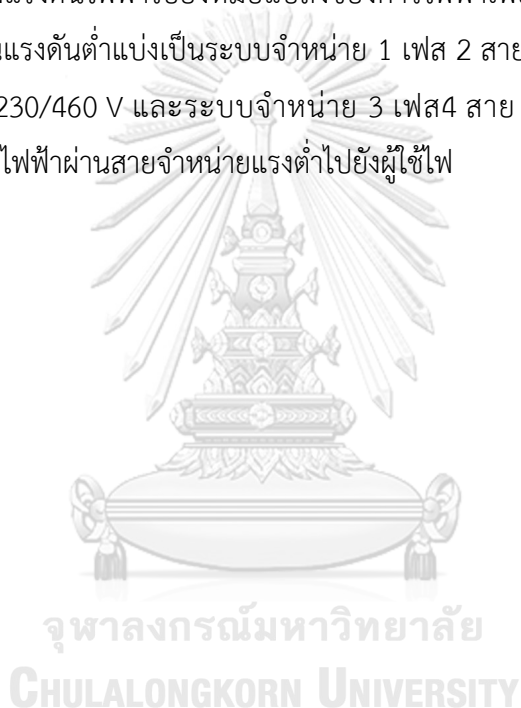 แรงดันไฟฟ้าของหม้อแปลงของการไฟฟ้า
แรงดันต่ำแบ่งเป็นระบบจำหน่าย 1 เฟส 2 สาย
230/460 V และระบบจำหน่าย 3 เฟส4 สาย
ไฟฟ้าผ่านสายจำหน่ายแรงต่ำไปยังผู้ใช้ไฟ
จุฬาลงกรณ์มหาวิทยาลัย
CHULALONGKORN UNIVERSITY